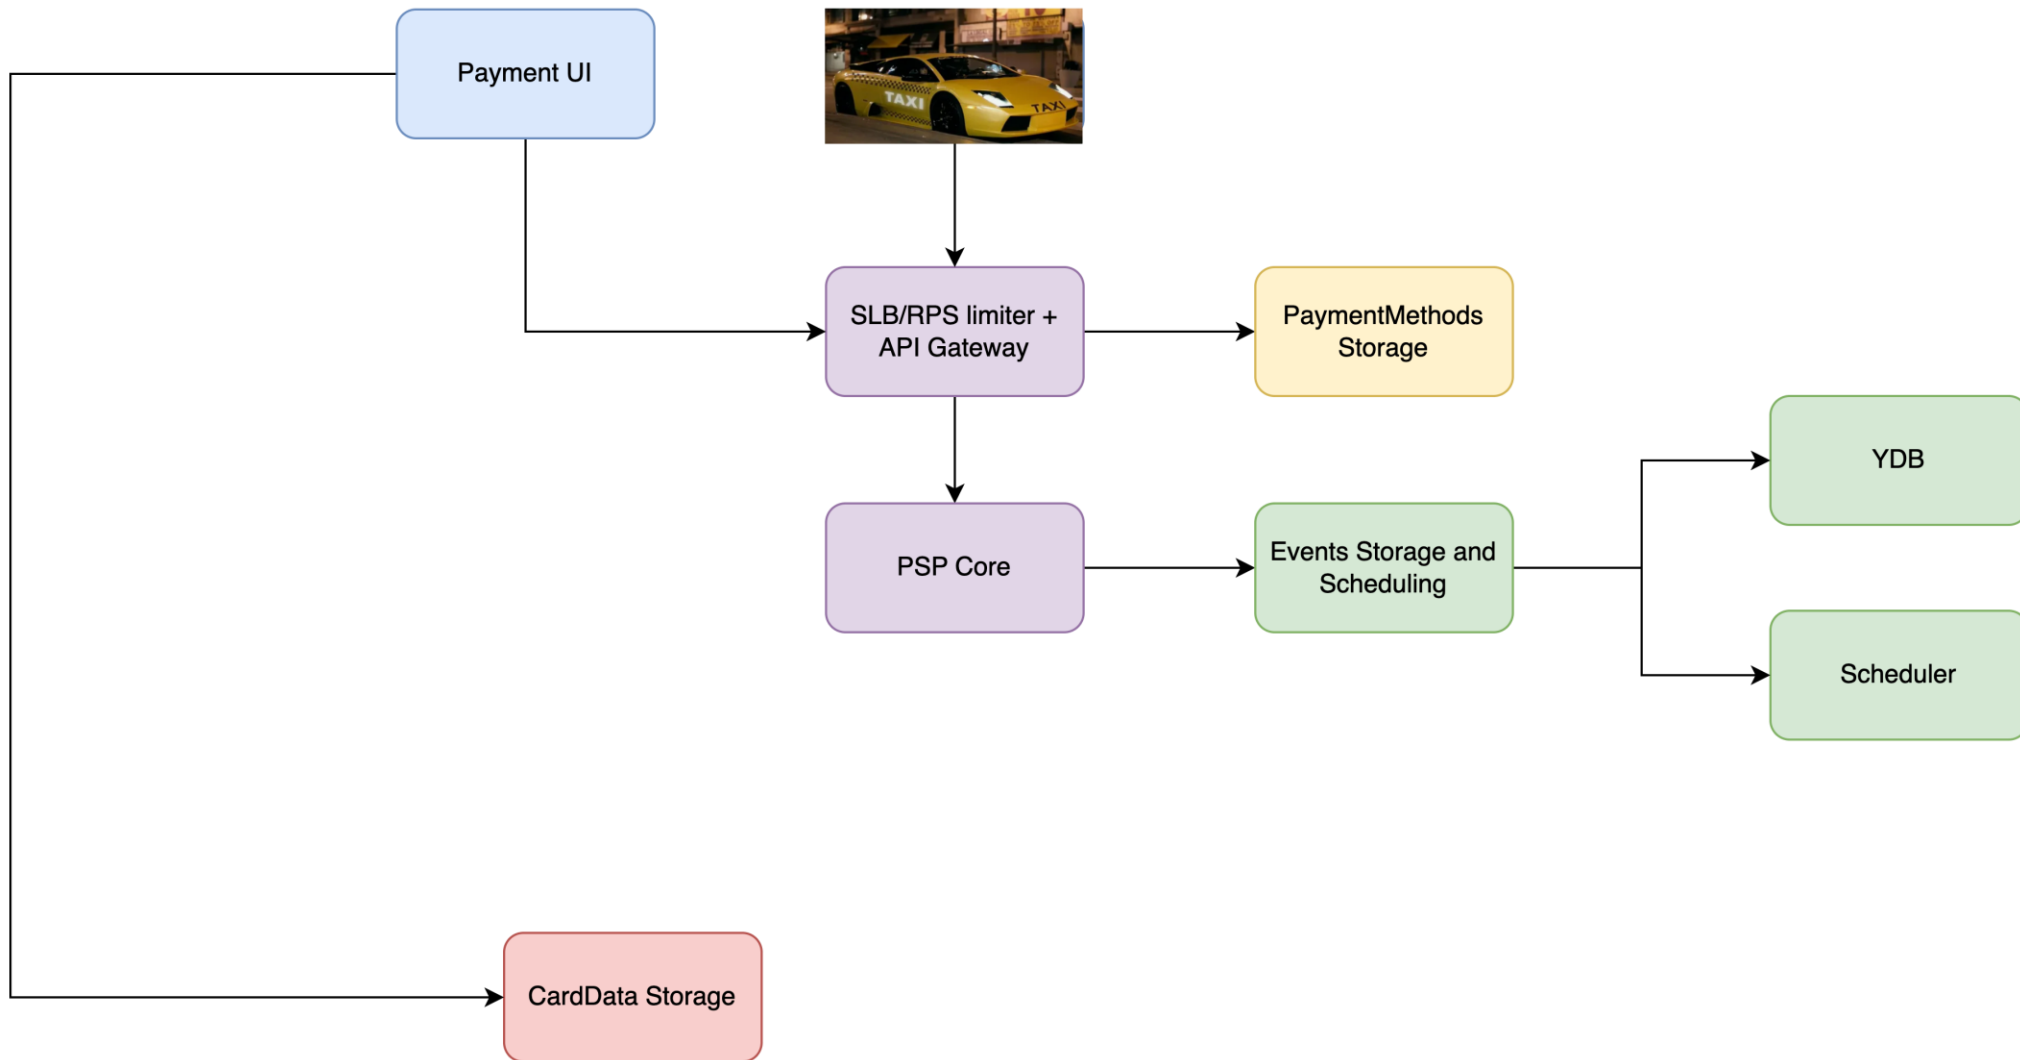 Payment UI
TAXI
TAXI
SLB/RPS limiter +
API Gateway
PaymentMethods
Storage
YDB
PSP Core
Events Storage and
Scheduling
Scheduler
CardData Storage